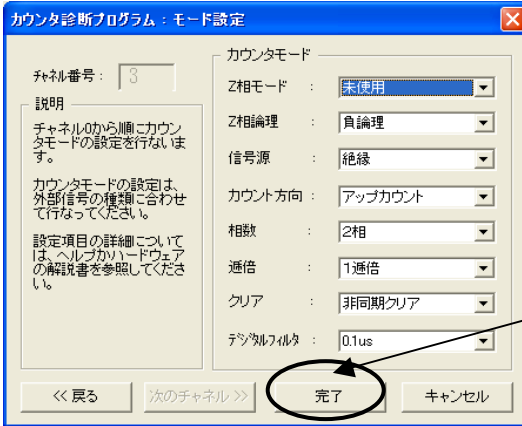 カウンタ診断プログラム：モード設定
ﾁｬﾈﾙ番号： 3
説明
チャネル0から順にカウン
タモードの設定を行ないま
す。
カウンタモードの設定は、
外部信号の種類に合わせ
て行なってください。
設定項目の詳細について
は、ヘルプかハードウェア
の解説書を参照してくださ
い。
カウンタモード
Z相モード ： 未使用
Z相論理 ： 負論理
信号源 ： 絶縁
カウント方向： アップカウント
相数 ： 2相
逓倍 ： 1逓倍
クリア ： 非同期クリア
ﾃﾞｼﾞﾀﾙﾌｨﾙﾀ ： 0.1us
<< 戻る 次のチャネル >> 完了 キャンセル